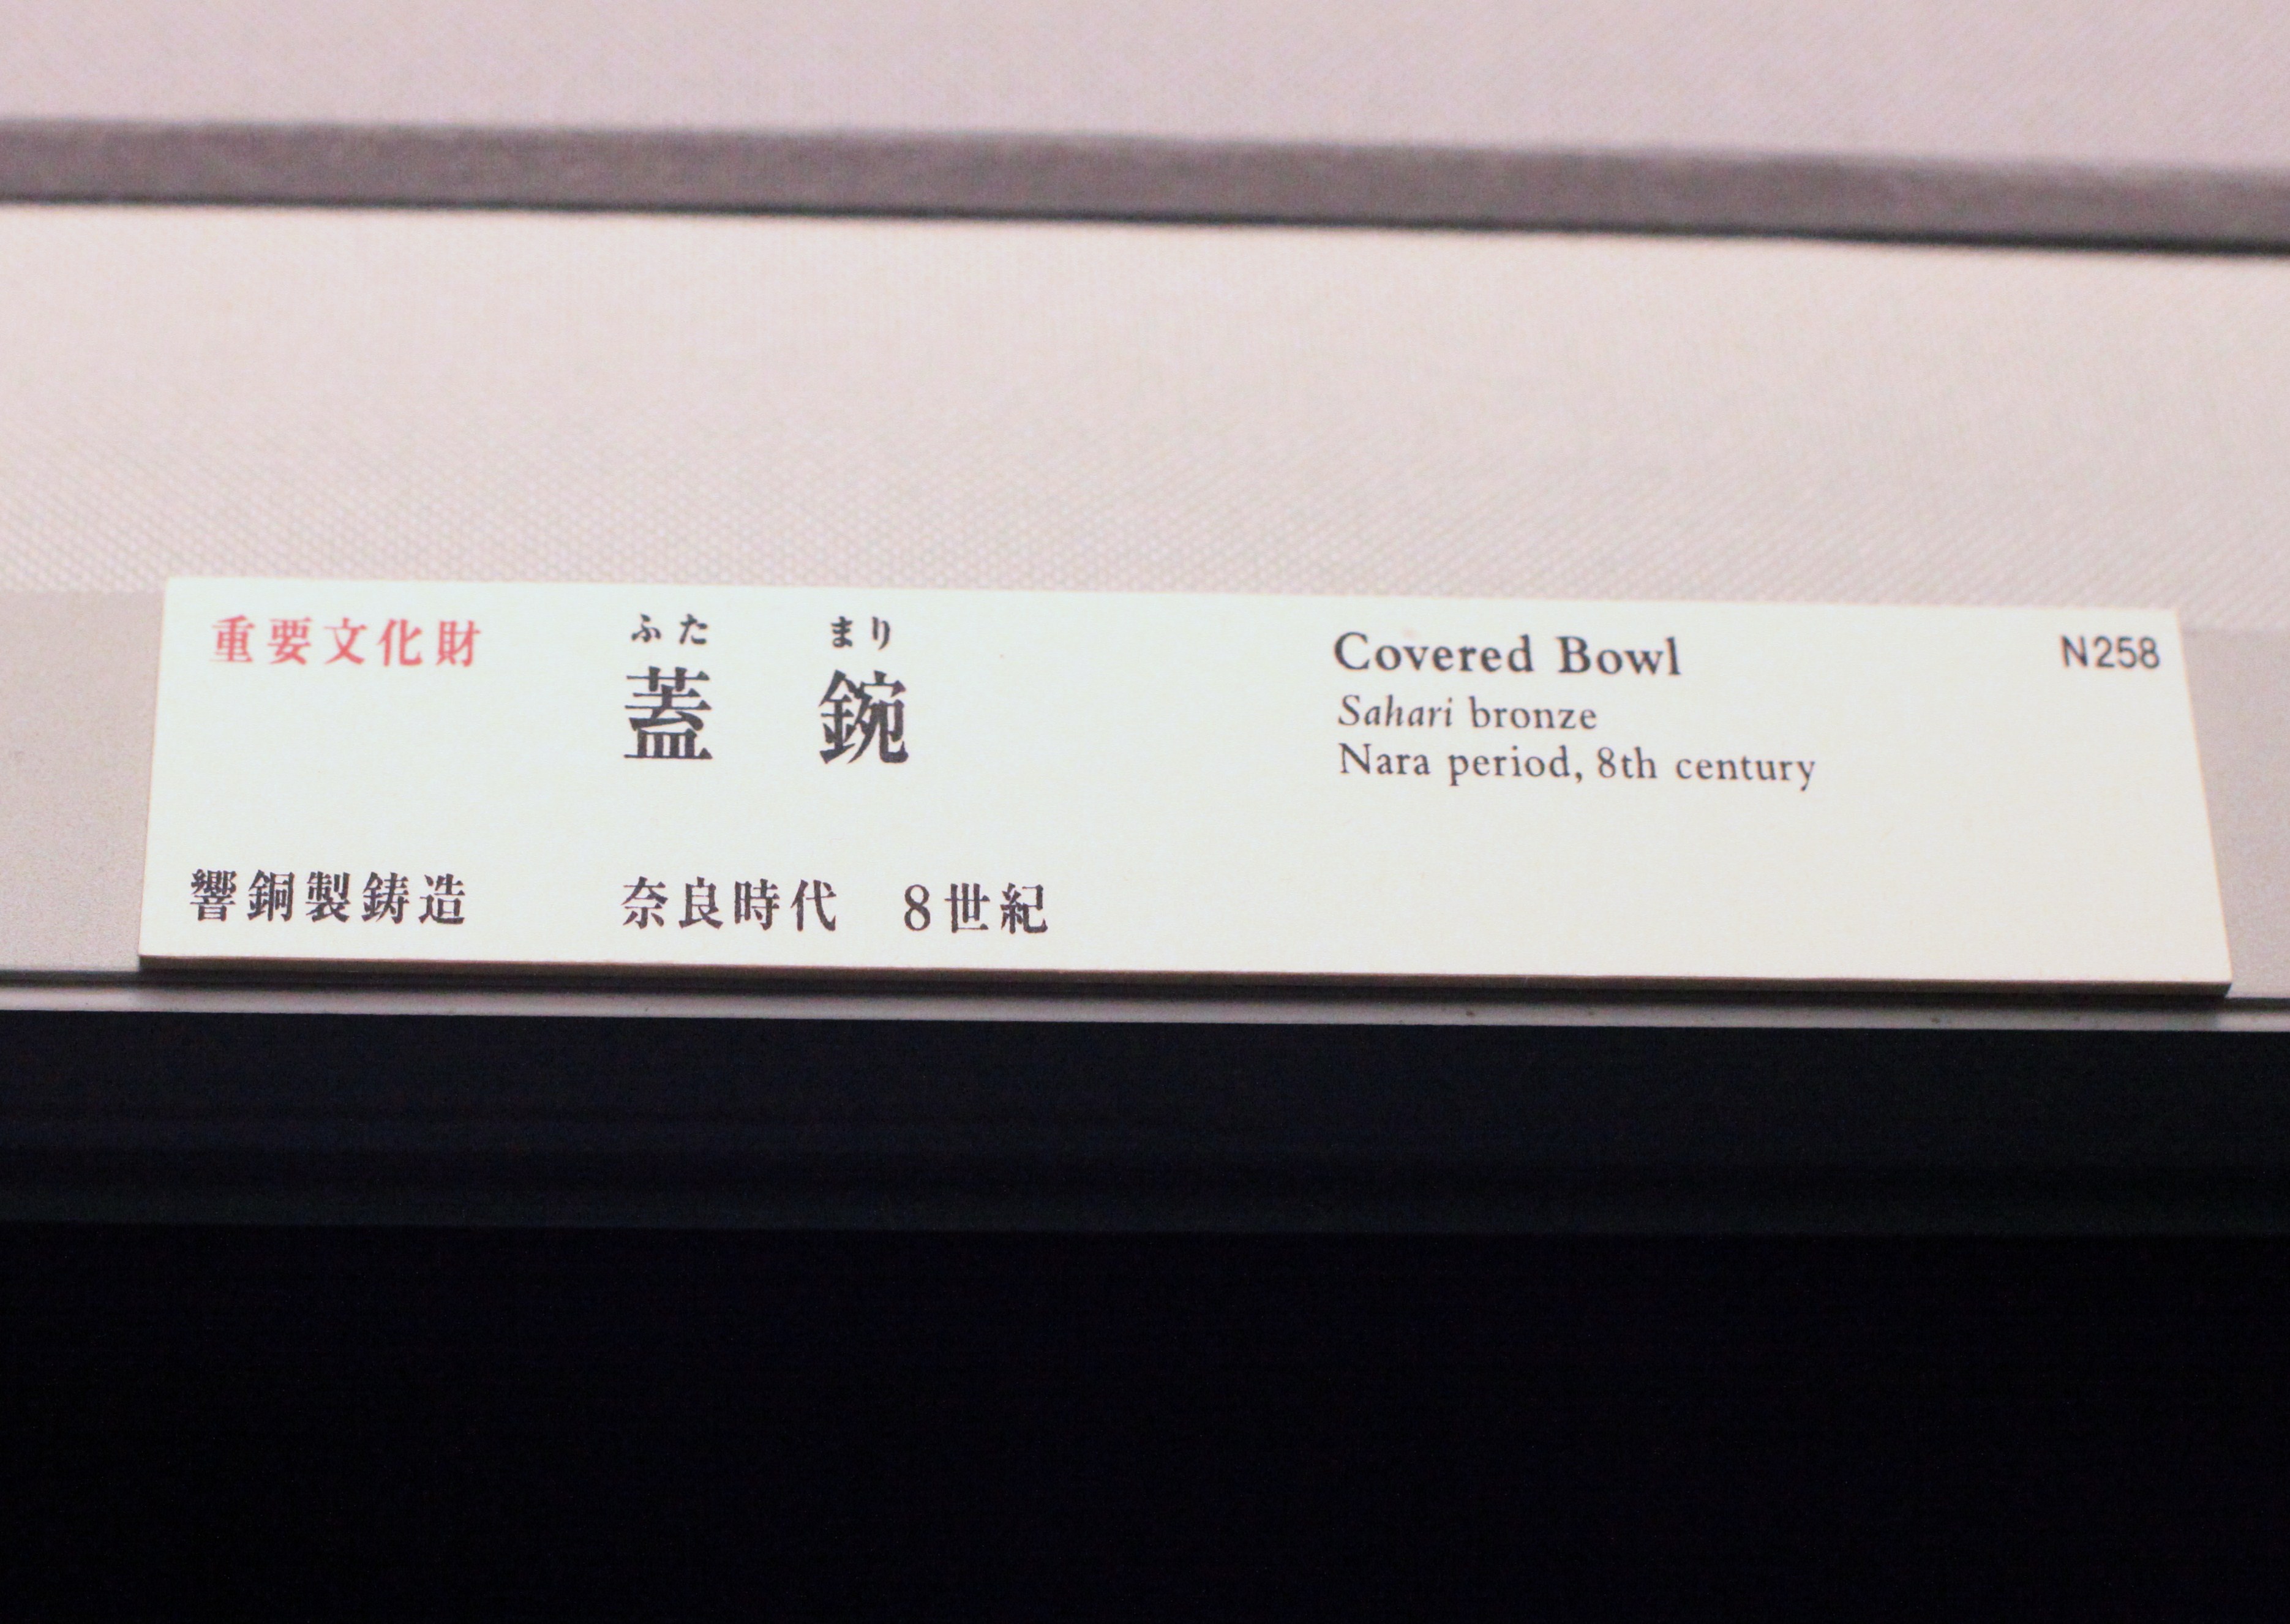 重要文化財
ふた まり
蓋 鋺
響銅製鋳造 奈良時代 8世紀
Covered Bowl
Sahari bronze
Nara period, 8th century
N258